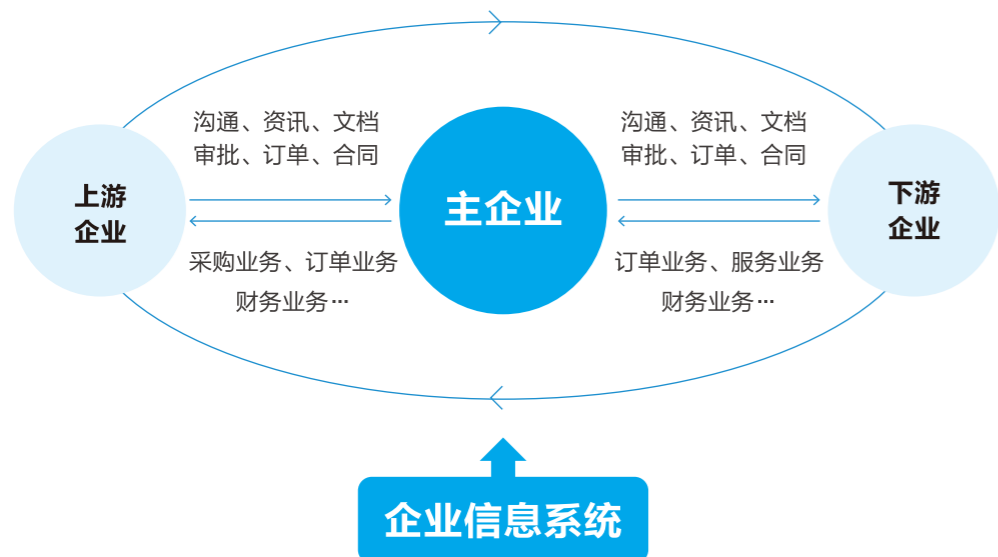 沟通、资讯、文档
审批、订单、合同
上游
企业
采购业务、订单业务
财务业务…
主企业
沟通、资讯、文档
审批、订单、合同
下游
企业
订单业务、服务业务
财务业务…
企业信息系统